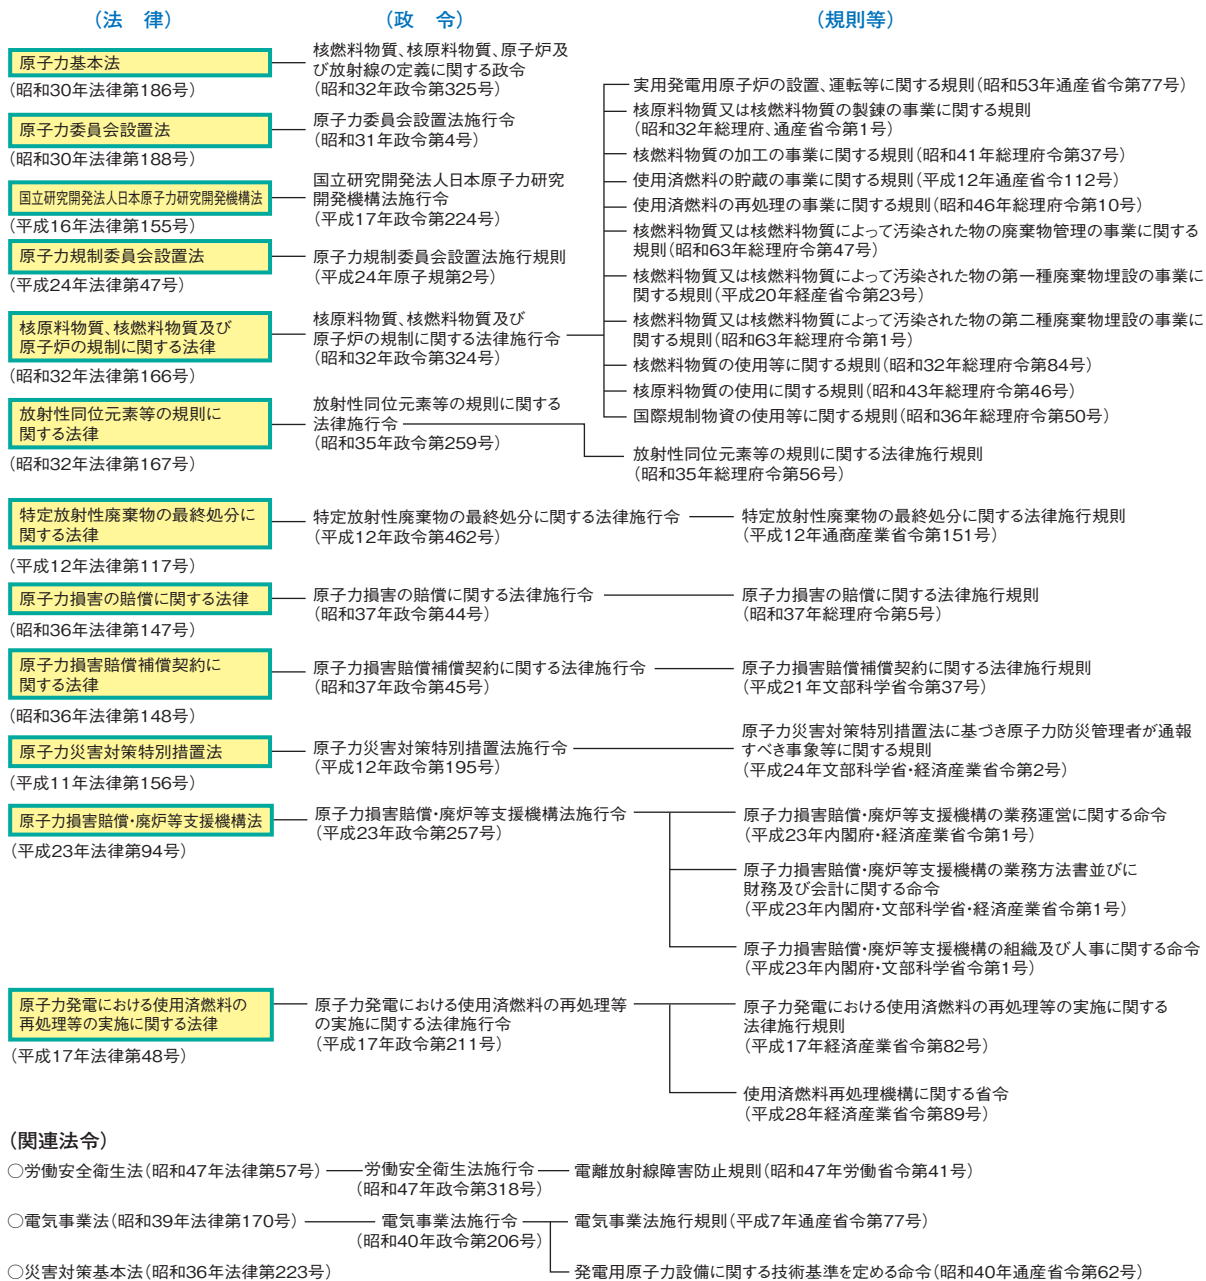 （法　律）
（政　令）
（規則等）
原子力基本法
（昭和30年法律第186号）
核燃料物質、核原料物質、原子炉及
び放射線の定義に関する政令
（昭和32年政令第325号）
原子力委員会設置法
（昭和30年法律第188号）
原子力委員会設置法施行令
（昭和31年政令第4号）
国立研究開発法人日本原子力研究開発機構法
（平成16年法律第155号）
国立研究開発法人日本原子力研究
開発機構法施行令
（平成17年政令第224号）
原子力規制委員会設置法
（平成24年法律第47号）
原子力規制委員会設置法施行規則
（平成24年原子規第2号）
核原料物質、核燃料物質及び
原子炉の規制に関する法律
（昭和32年法律第166号）
核原料物質、核燃料物質及び
原子炉の規制に関する法律施行令
（昭和32年政令第324号）
実用発電用原子炉の設置、運転等に関する規則（昭和53年通産省令第77号）
核原料物質又は核燃料物質の製錬の事業に関する規則
（昭和32年総理府、通産省令第1号）
核燃料物質の加工の事業に関する規則（昭和41年総理府令第37号）
使用済燃料の貯蔵の事業に関する規則（平成12年通産省令112号）
使用済燃料の再処理の事業に関する規則（昭和46年総理府令第10号）
核燃料物質又は核燃料物質によって汚染された物の廃棄物管理の事業に関する
規則（昭和63年総理府令第47号）
核燃料物質又は核燃料物質によって汚染された物の第一種廃棄物埋設の事業に
関する規則（平成20年経産省令第23号）
核燃料物質又は核燃料物質によって汚染された物の第二種廃棄物埋設の事業に
関する規則（昭和63年総理府令第1号）
核燃料物質の使用等に関する規則（昭和32年総理府令第84号）
核原料物質の使用に関する規則（昭和43年総理府令第46号）
国際規制物資の使用等に関する規則（昭和36年総理府令第50号）
放射性同位元素等の規則に
関する法律
（昭和32年法律第167号）
放射性同位元素等の規則に関する
法律施行令
（昭和35年政令第259号）
放射性同位元素等の規則に関する法律施行規則
（昭和35年総理府令第56号）
特定放射性廃棄物の最終処分に
関する法律
（平成12年法律第117号）
特定放射性廃棄物の最終処分に関する法律施行令
（平成12年政令第462号）
特定放射性廃棄物の最終処分に関する法律施行規則
（平成12年通商産業省令第151号）
原子力損害の賠償に関する法律
（昭和36年法律第147号）
原子力損害の賠償に関する法律施行令
（昭和37年政令第44号）
原子力損害の賠償に関する法律施行規則
（昭和37年総理府令第5号）
原子力損害賠償補償契約に
関する法律
（昭和36年法律第148号）
原子力損害賠償補償契約に関する法律施行令
（昭和37年政令第45号）
原子力損害賠償補償契約に関する法律施行規則
（平成21年文部科学省令第37号）
原子力災害対策特別措置法
（平成11年法律第156号）
原子力災害対策特別措置法施行令
（平成12年政令第195号）
原子力災害対策特別措置法に基づき原子力防災管理者が通報
すべき事象等に関する規則
（平成24年文部科学省・経済産業省令第2号）
原子力損害賠償・廃炉等支援機構法
（平成23年法律第94号）
原子力損害賠償・廃炉等支援機構法施行令
（平成23年政令第257号）
原子力損害賠償・廃炉等支援機構の業務運営に関する命令
（平成23年内閣府・経済産業省令第1号）
原子力損害賠償・廃炉等支援機構の業務方法書並びに
財務及び会計に関する命令
（平成23年内閣府・文部科学省・経済産業省令第1号）
原子力損害賠償・廃炉等支援機構の組織及び人事に関する命令
（平成23年内閣府・文部科学省令第1号）
原子力発電における使用済燃料の
再処理等の実施に関する法律
（平成17年法律第48号）
原子力発電における使用済燃料の再処理等
の実施に関する法律施行令
（平成17年政令第211号）
原子力発電における使用済燃料の再処理等の実施に関する
法律施行規則
（平成17年経済産業省令第82号）
使用済燃料再処理機構に関する省令
（平成28年経済産業省令第89号）
（関連法令）
○労働安全衛生法（昭和47年法律第57号）
労働安全衛生法施行令
（昭和47年政令第318号）
電離放射線障害防止規則（昭和47年労働省令第41号）
○電気事業法（昭和39年法律第170号）
電気事業法施行令
（昭和40年政令第206号）
電気事業法施行規則（平成7年通産省令第77号）
○災害対策基本法（昭和36年法律第223号）
発電用原子力設備に関する技術基準を定める命令（昭和40年通産省令第62号）